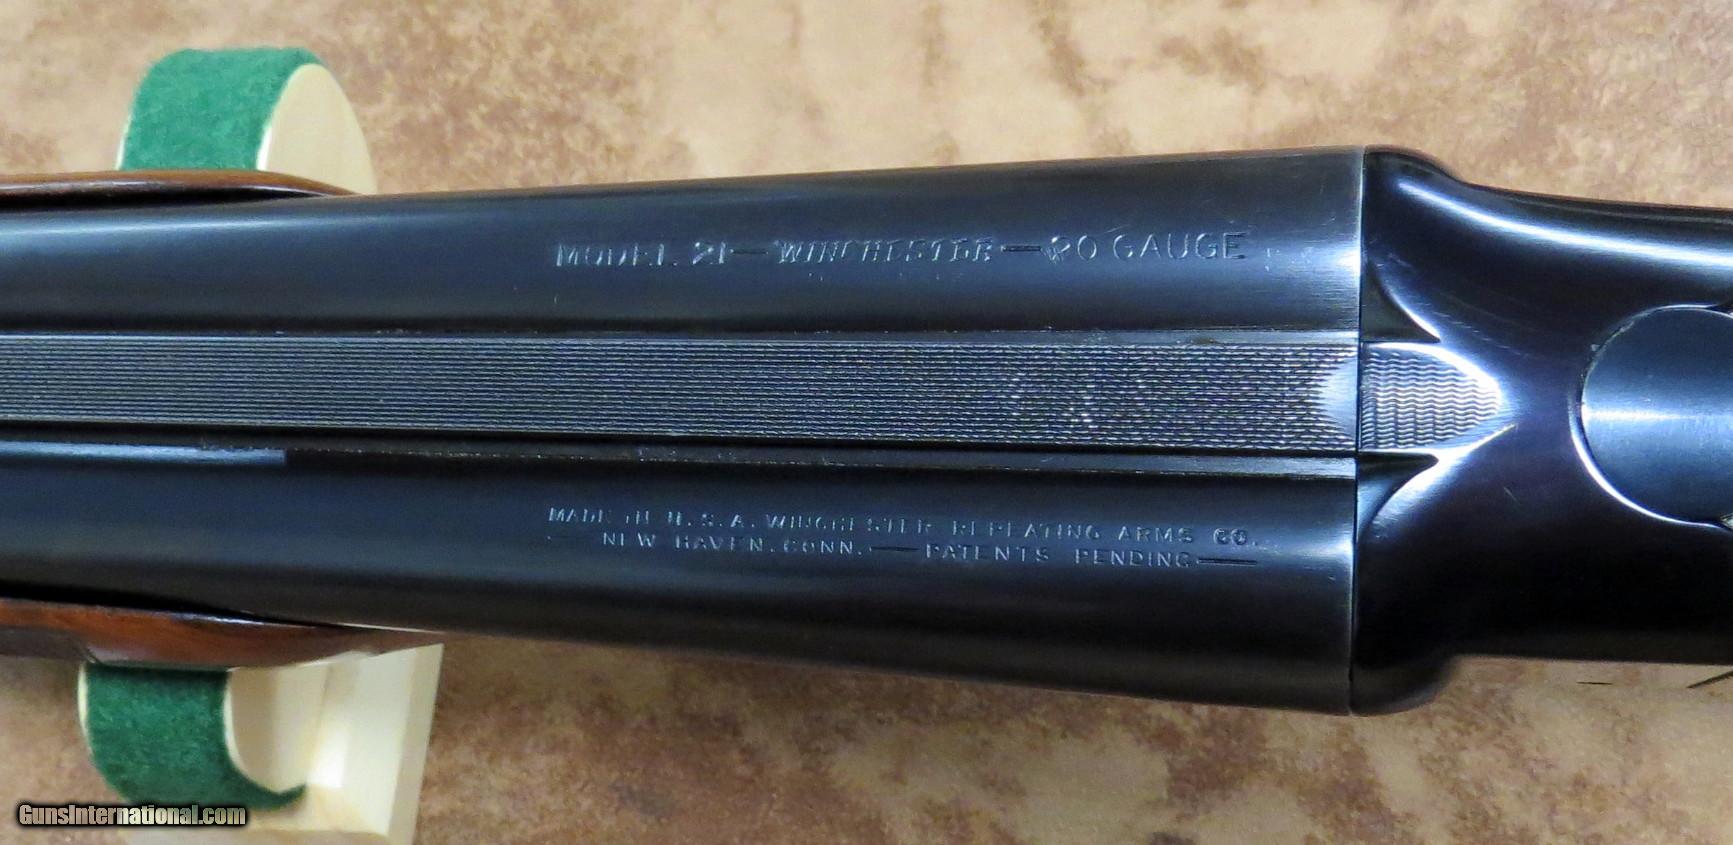 MODEL 21—WINCHESTER—20 GAUGE
MADE IN U.S.A. WINCHESTER REPEATING ARMS CO.
— NEW HAVEN, CONN. — PATENTS PENDING —
GunsInternational.com